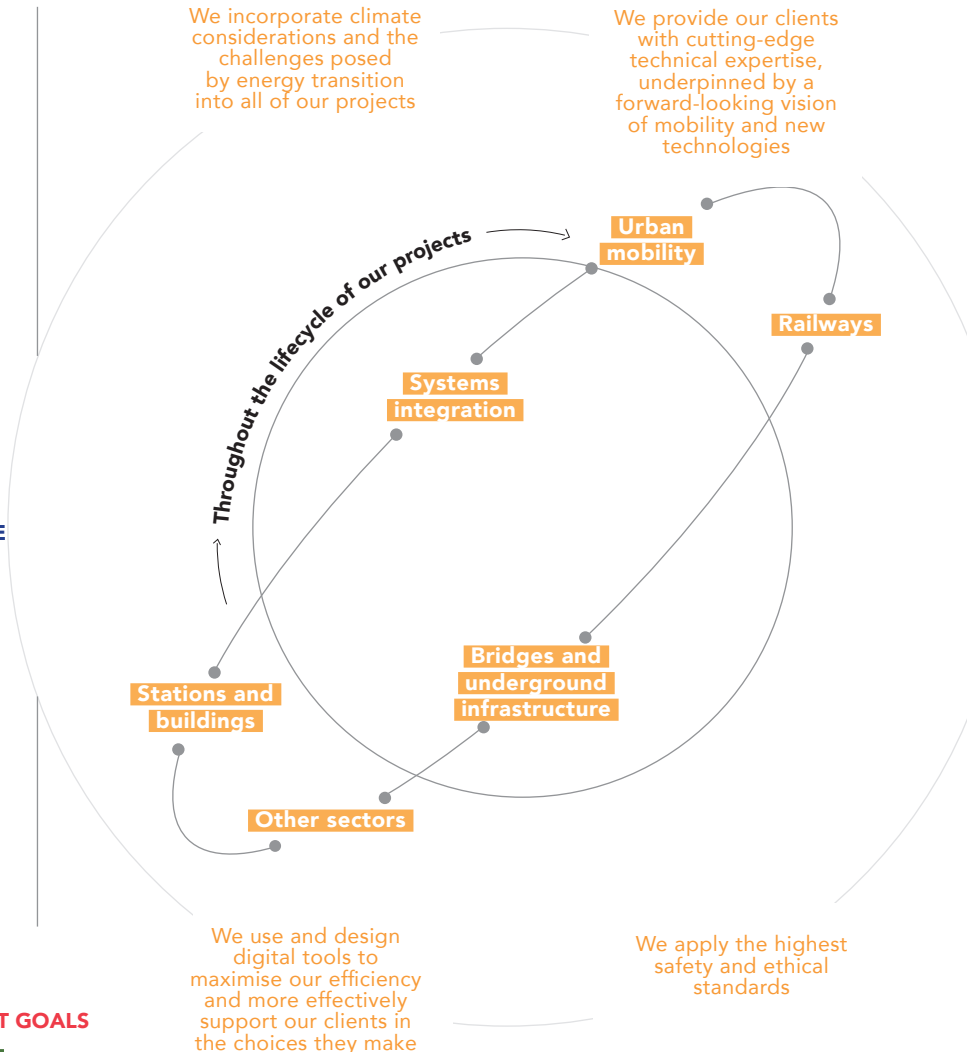 We incorporate climate
considerations and the
challenges posed
by energy transition
into all of our projects
We provide our clients
with cutting-edge
technical expertise,
underpinned by a
forward-looking vision
of mobility and new
technologies
Throughout the lifecycle of our projects
Urban
mobility
Railways
Systems
integration
E
Bridges and
underground
infrastructure
Stations and
buildings
Other sectors
We use and design
digital tools to
maximise our efficiency
and more effectively
support our clients in
the choices they make
We apply the highest
safety and ethical
standards
T GOALS